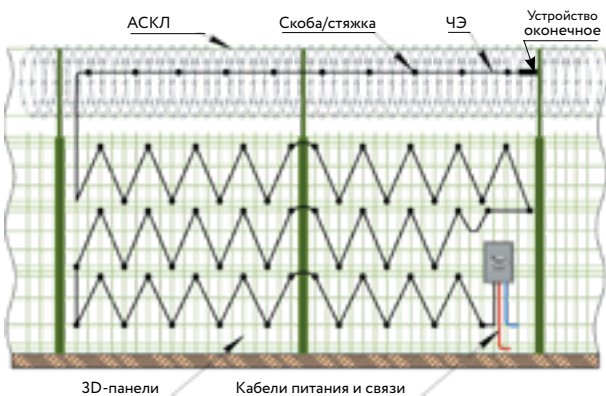 АСКЛ
Скоба/стяжка
ЧЭ
Устройство
оконечное
3D-панели
Кабели питания и связи